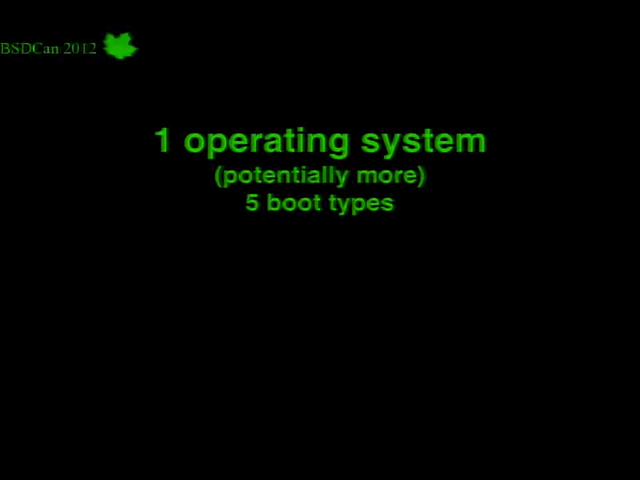 BSDCan 2012
1 operating system
(potentially more)
5 boot types